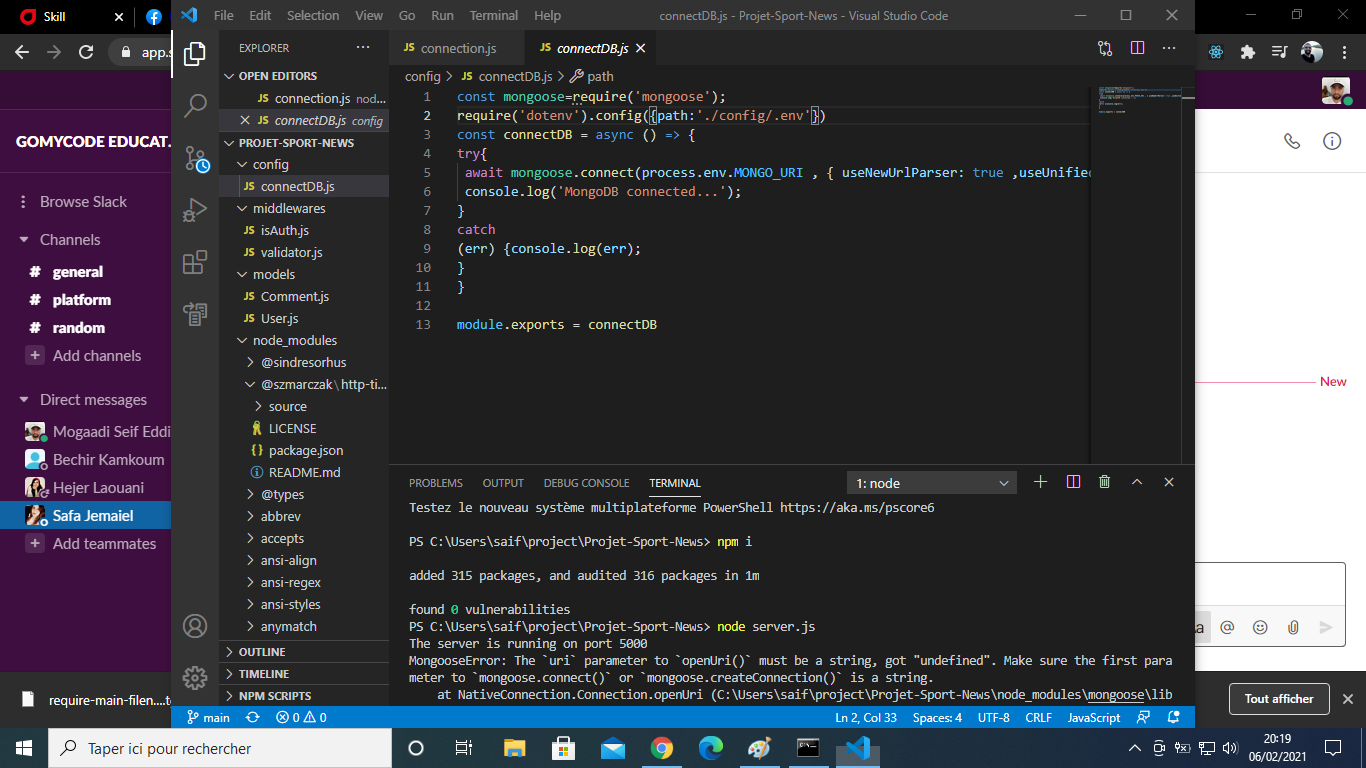 Skill
File Edit Selection View Go Run Terminal Help
connectDB.js - Projet-Sport-News - Visual Studio Code
app.s
GOMYCODE EDUCAT.
Browse Slack
Channels
# general
# platform
# random
+ Add channels
Direct messages
Mogaadi Seif Eddi
Bechir Kamkoum
Hejer Laouani
Safa Jemaiel
+ Add teammates
EXPLORER
OPEN EDITORS
JS connection.js nod...
JS connectDB.js config
PROJET-SPORT-NEWS
config
JS connectDB.js
middlewares
JS isAuth.js
JS validator.js
models
JS Comment.js
JS User.js
node_modules
@sindresorhus
@szmarczak\http-ti...
source
LICENSE
{} package.json
README.md
@types
abbrev
accepts
ansi-align
ansi-regex
ansi-styles
anymatch
OUTLINE
TIMELINE
NPM SCRIPTS
JS connection.js
JS connectDB.js
config > JS connectDB.js > path
1 const mongoose=require('mongoose');
2 require('dotenv').config({path:'./config/.env'})
3 const connectDB = async () => {
4 try{
5 await mongoose.connect(process.env.MONGO_URI , { useNewUrlParser: true ,useUnified
6 console.log('MongoDB connected...');
7 }
8 catch
9 (err) {console.log(err);
10 }
11 }
12
13 module.exports = connectDB
PROBLEMS OUTPUT DEBUG CONSOLE TERMINAL
1: node
Testez le nouveau système multiplateforme PowerShell https://aka.ms/pscore6
PS C:\Users\saif\project\Projet-Sport-News> npm i
added 315 packages, and audited 316 packages in 1m
found 0 vulnerabilities
PS C:\Users\saif\project\Projet-Sport-News> node server.js
The server is running on port 5000
MongooseError: The `uri` parameter to `openUri()` must be a string, got "undefined". Make sure the first para
meter to `mongoose.connect()` or `mongoose.createConnection()` is a string.
at NativeConnection.Connection.openUri (C:\Users\saif\project\Projet-Sport-News\node_modules\mongoose\lib
New
require-main-filen....t
Tout afficher
main
0 0
Ln 2, Col 33 Spaces: 4 UTF-8 CRLF JavaScript
Taper ici pour rechercher
20:19
06/02/2021